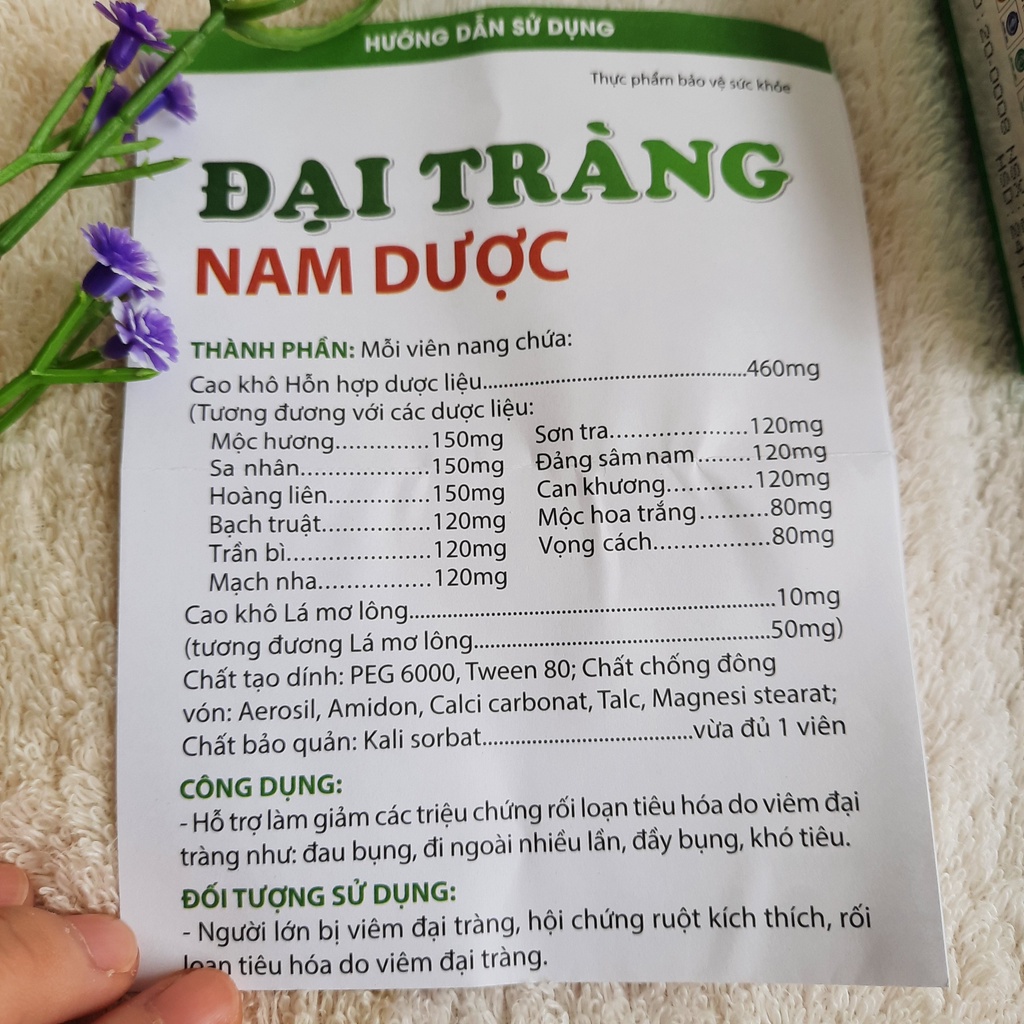 HƯỚNG DẪN SỬ DỤNG
Thực phẩm bảo vệ sức khỏe
ĐẠI TRÀNG
NAM DƯỢC
THÀNH PHẦN: Mỗi viên nang chứa:
Cao khô Hỗn hợp dược liệu..................................................460mg
(Tương đương với các dược liệu:
Mộc hương..............150mg
Sa nhân...................150mg
Hoàng liên...............150mg
Bạch truật................120mg
Trần bì.....................120mg
Mạch nha................120mg
Sơn tra.....................120mg
Đảng sâm nam........120mg
Can khương............120mg
Mộc hoa trắng..........80mg
Vọng cách.................80mg
Cao khô Lá mơ lông......................................................................10mg
(tương đương Lá mơ lông.........................................................50mg)
Chất tạo dính: PEG 6000, Tween 80; Chất chống đông
vón: Aerosil, Amidon, Calci carbonat, Talc, Magnesi stearat;
Chất bảo quản: Kali sorbat........................................vừa đủ 1 viên
CÔNG DỤNG:
- Hỗ trợ làm giảm các triệu chứng rối loạn tiêu hóa do viêm đại
tràng như: đau bụng, đi ngoài nhiều lần, đầy bụng, khó tiêu.
ĐỐI TƯỢNG SỬ DỤNG:
- Người lớn bị viêm đại tràng, hội chứng ruột kích thích, rối
loạn tiêu hóa do viêm đại tràng.